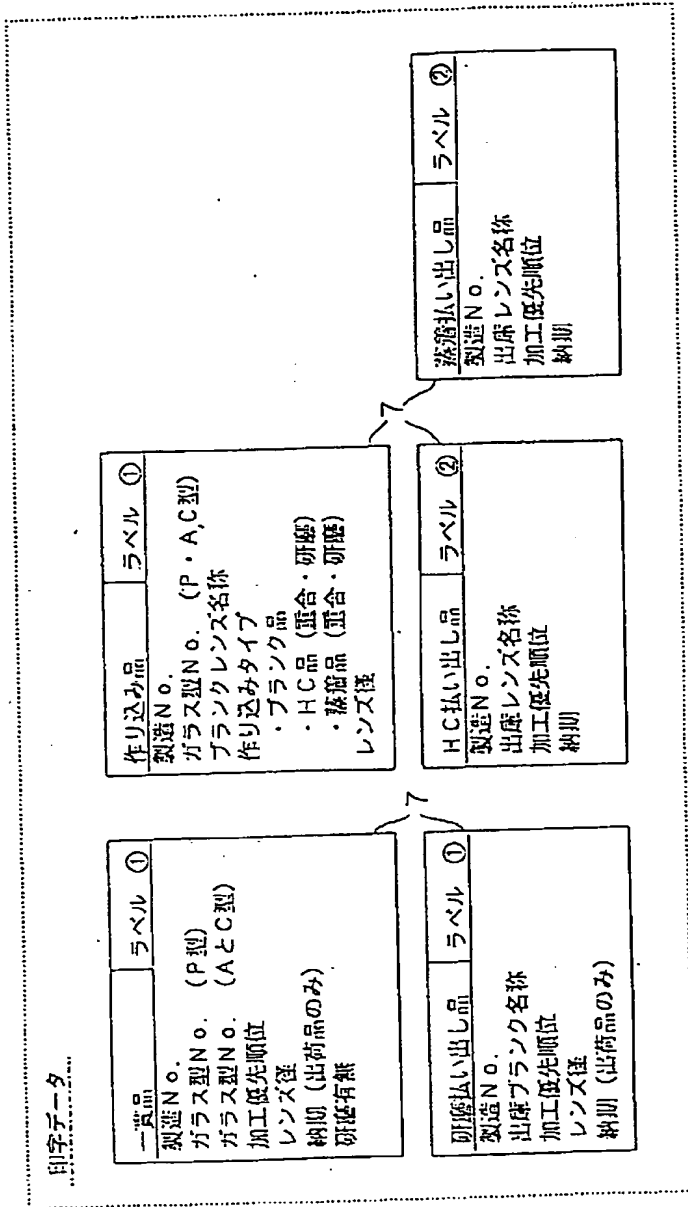 印字データ
一貫品 ラベル ①
製造No.
ガラス型No. (P型)
ガラス型No. (AとC型)
加工優先順位
レンズ径
納期 (出荷品のみ)
研磨有無
作り込み品 ラベル ①
製造No.
ガラス型No. (P・A,C型)
ブランクレンズ名称
作り込みタイプ
・ブランク品
・HC品 (重合・研磨)
・蒸着品 (重合・研磨)
レンズ径
研磨払い出し品 ラベル ①
製造No.
出庫ブランク名称
加工優先順位
レンズ径
納期 (出荷品のみ)
HC払い出し品 ラベル ②
製造No.
出庫レンズ名称
加工優先順位
納期
蒸着払い出し品 ラベル ②
製造No.
出庫レンズ名称
加工優先順位
納期
7
7